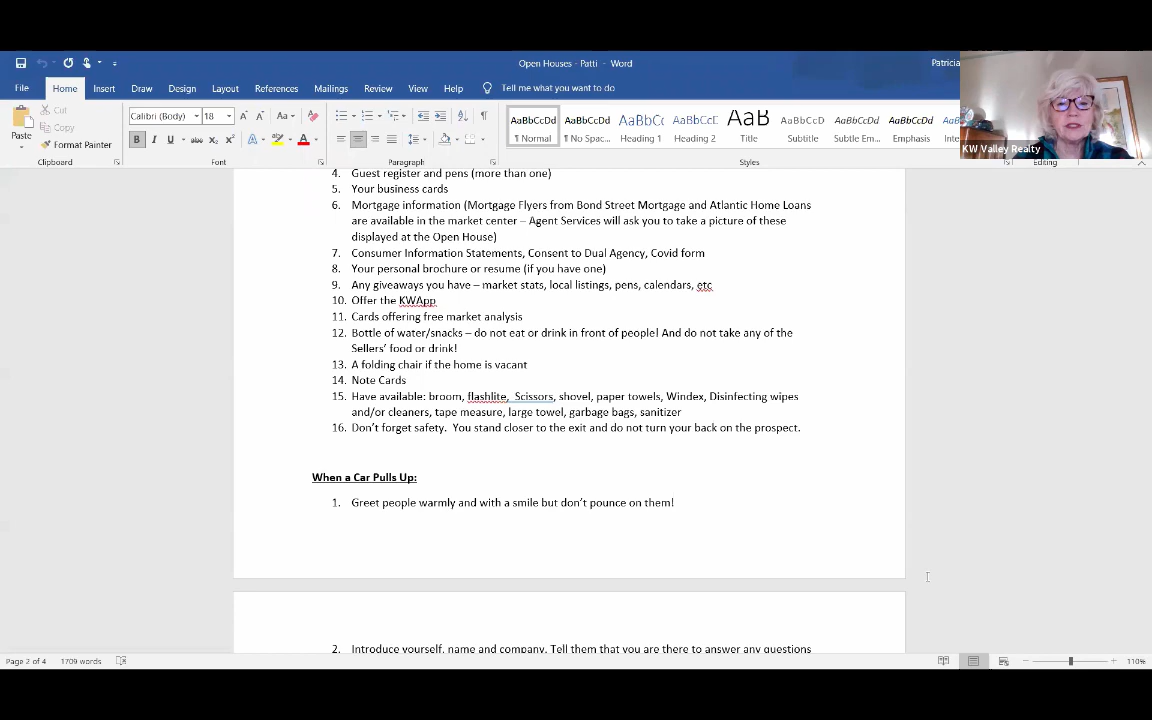 Open Houses - Patti - Word
Patricia
File Home Insert Draw Design Layout References Mailings Review View Help Tell me what you want to do
Paste
Cut
Copy
Format Painter
Clipboard
Calibri (Body) 18
Font
Paragraph
AaBbCcDd AaBbCcDd AaBbCc AaBbCcE AaB AaBbCcD AaBbCcDd AaBbCcDd
¶ Normal ¶ No Spac... Heading 1 Heading 2 Title Subtitle Subtle Em... Emphasis
Styles
Editing
KW Valley Realty
4. Guest register and pens (more than one)
5. Your business cards
6. Mortgage information (Mortgage Flyers from Bond Street Mortgage and Atlantic Home Loans
are available in the market center – Agent Services will ask you to take a picture of these
displayed at the Open House)
7. Consumer Information Statements, Consent to Dual Agency, Covid form
8. Your personal brochure or resume (if you have one)
9. Any giveaways you have – market stats, local listings, pens, calendars, etc
10. Offer the KWApp
11. Cards offering free market analysis
12. Bottle of water/snacks – do not eat or drink in front of people! And do not take any of the
Sellers’ food or drink!
13. A folding chair if the home is vacant
14. Note Cards
15. Have available: broom, flashlite, Scissors, shovel, paper towels, Windex, Disinfecting wipes
and/or cleaners, tape measure, large towel, garbage bags, sanitizer
16. Don’t forget safety. You stand closer to the exit and do not turn your back on the prospect.
When a Car Pulls Up:
1. Greet people warmly and with a smile but don’t pounce on them!
2. Introduce yourself, name and company. Tell them that you are there to answer any questions
Page 2 of 4 1709 words
110%